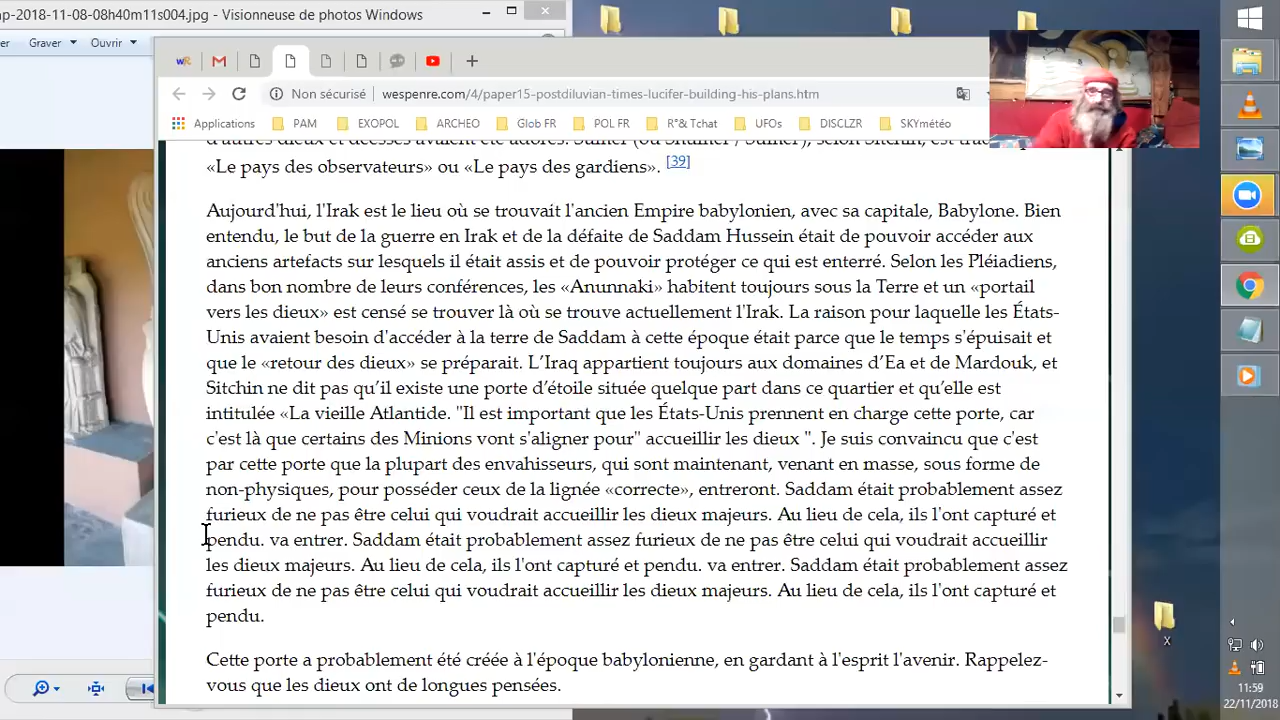 ap-2018-11-08-08h40m11s004.jpg - Visionneuse de photos Windows
Graver Ouvrir
wespenre.com/4/paper15-postdiluvian-times-lucifer-building-his-plans.htm
Applications PAM EXOPOL ARCHEO Glob FR POL FR R°& Tchat UFOs DISCLZR SKYmétéo
«Le pays des observateurs» ou «Le pays des gardiens». [39]
Aujourd'hui, l'Irak est le lieu où se trouvait l'ancien Empire babylonien, avec sa capitale, Babylone. Bien
entendu, le but de la guerre en Irak et de la défaite de Saddam Hussein était de pouvoir accéder aux
anciens artefacts sur lesquels il était assis et de pouvoir protéger ce qui est enterré. Selon les Pléiadiens,
dans bon nombre de leurs conférences, les «Anunnaki» habitent toujours sous la Terre et un «portail
vers les dieux» est censé se trouver là où se trouve actuellement l'Irak. La raison pour laquelle les États-
Unis avaient besoin d'accéder à la terre de Saddam à cette époque était parce que le temps s'épuisait et
que le «retour des dieux» se préparait. L’Iraq appartient toujours aux domaines d’Ea et de Mardouk, et
Sitchin ne dit pas qu’il existe une porte d’étoile située quelque part dans ce quartier et qu’elle est
intitulée «La vieille Atlantide. "Il est important que les États-Unis prennent en charge cette porte, car
c'est là que certains des Minions vont s'aligner pour" accueillir les dieux ". Je suis convaincu que c'est
par cette porte que la plupart des envahisseurs, qui sont maintenant, venant en masse, sous forme de
non-physiques, pour posséder ceux de la lignée «correcte», entreront. Saddam était probablement assez
furieux de ne pas être celui qui voudrait accueillir les dieux majeurs. Au lieu de cela, ils l'ont capturé et
pendu. va entrer. Saddam était probablement assez furieux de ne pas être celui qui voudrait accueillir
les dieux majeurs. Au lieu de cela, ils l'ont capturé et pendu. va entrer. Saddam était probablement assez
furieux de ne pas être celui qui voudrait accueillir les dieux majeurs. Au lieu de cela, ils l'ont capturé et
pendu.
Cette porte a probablement été créée à l'époque babylonienne, en gardant à l'esprit l'avenir. Rappelez-
vous que les dieux ont de longues pensées.
X
11:59
22/11/2018